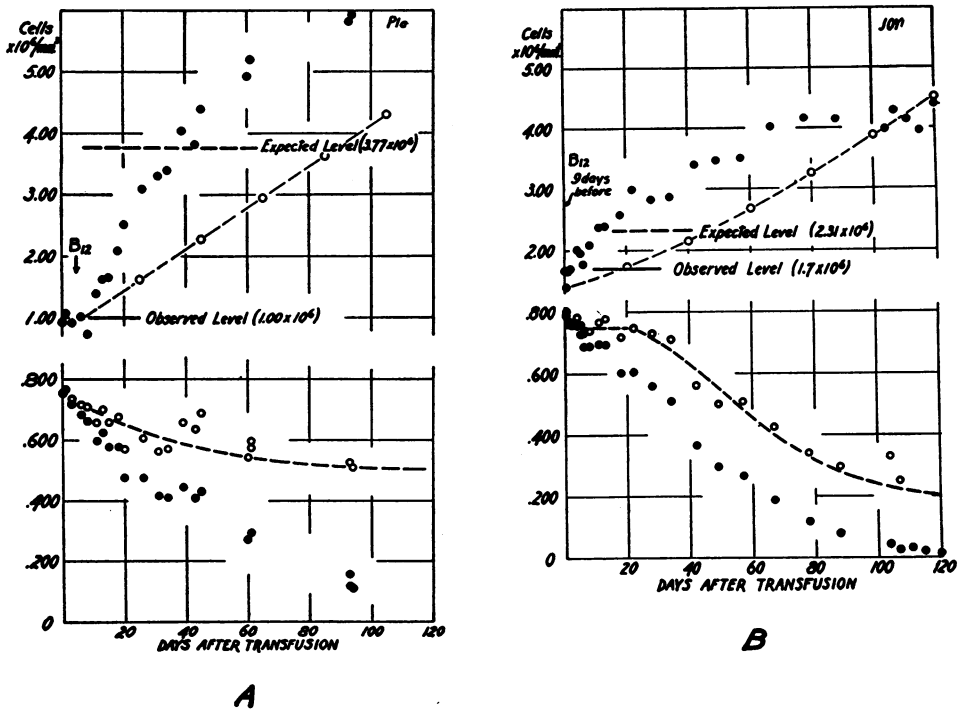 Cells
x10⁶/mm³
Pla
5.00
4.00
Expected Level (3.77x10⁶)
3.00
2.00
B12
1.00
Observed Level (1.00x10⁶)
.800
.600
.400
.200
0
20
40
60
80
100
120
DAYS AFTER TRANSFUSION
A
Cells
Jon
5.00
4.00
B12
9 days
before
3.00
Expected Level (2.31x10⁶)
2.00
Observed Level (1.7x10⁶)
.800
.600
.400
.200
0
20
40
60
80
100
120
DAYS AFTER TRANSFUSION
B